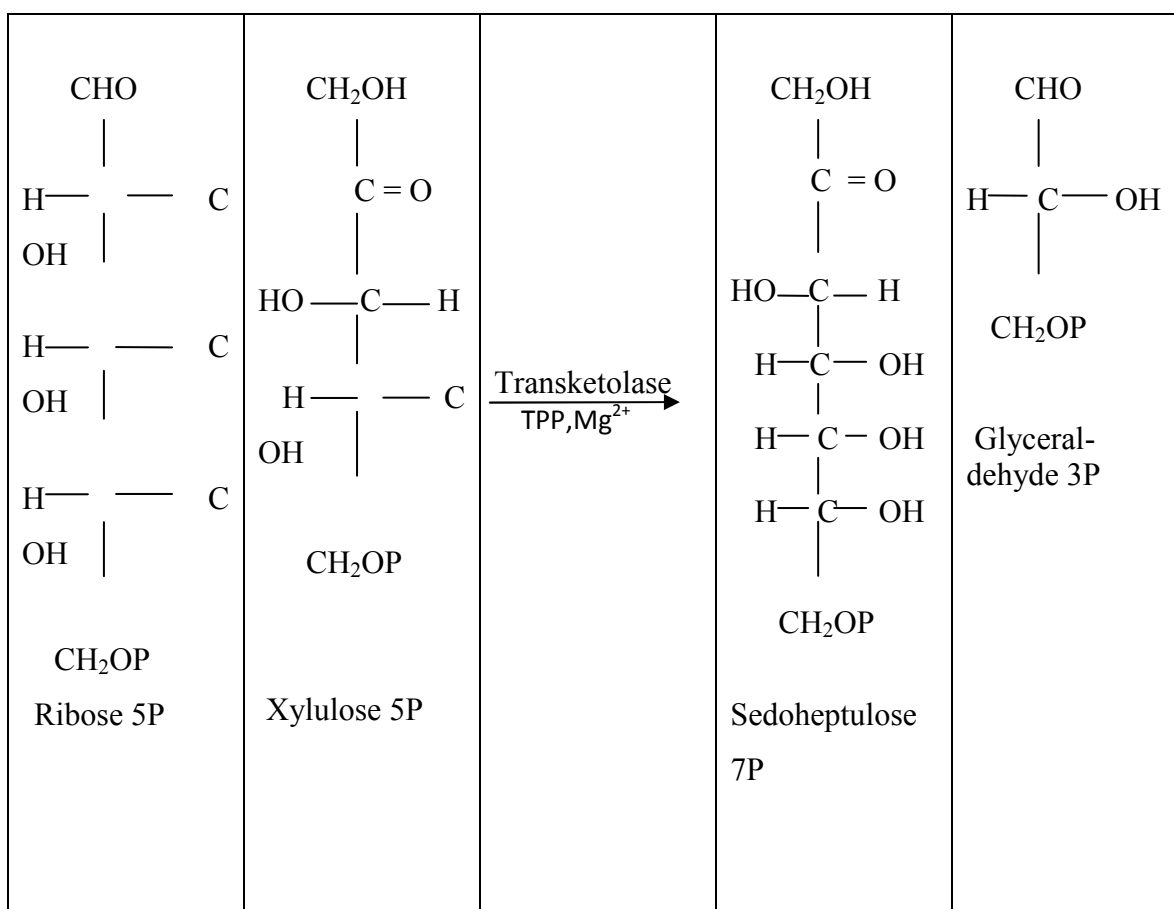 CHO
H C
OH
H C
OH
H C
OH
CH₂OP
Ribose 5P
CH₂OH
C = O
HO C H
H C
OH
CH₂OP
Xylulose 5P
Transketolase
TPP,Mg²⁺
CH₂OH
C = O
HO C H
H C OH
H C OH
H C OH
CH₂OP
Sedoheptulose
7P
CHO
H C OH
CH₂OP
Glyceral-
dehyde 3P